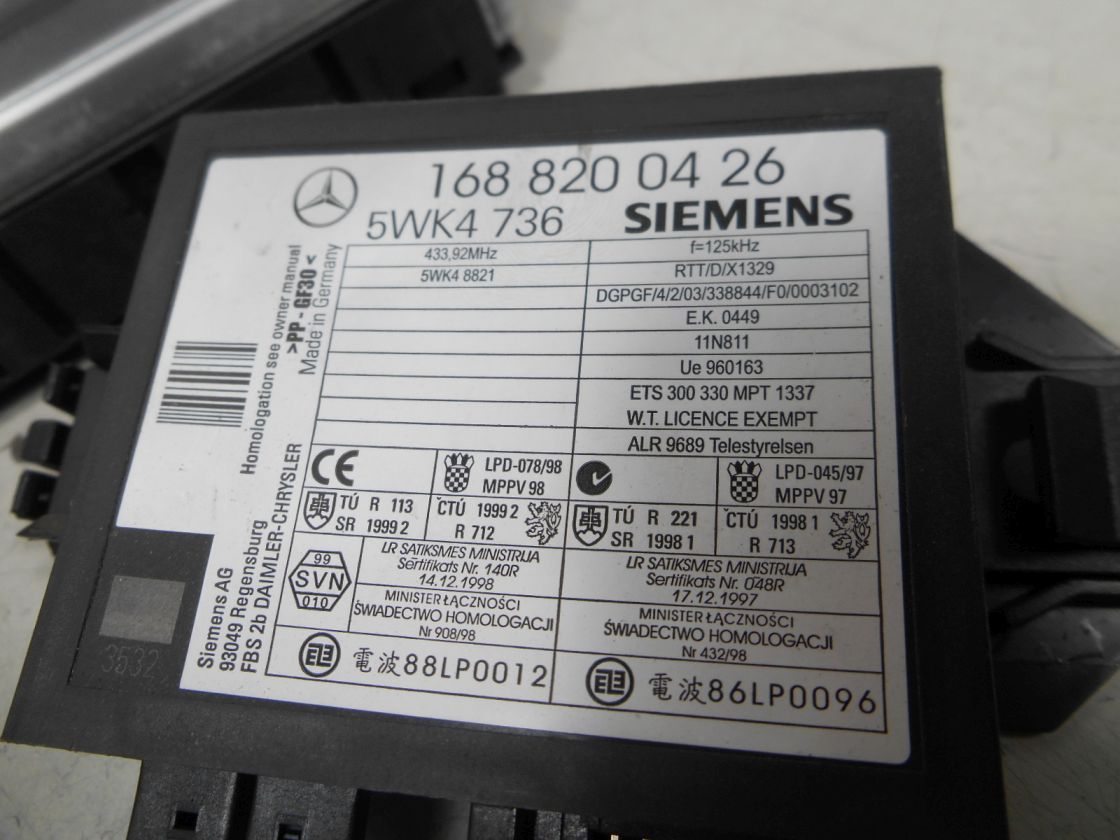 168 820 04 26
5WK4 736
SIEMENS
433,92MHz
f=125kHz
5WK4 8821
RTT/D/X1329
DGPGF/4/2/03/338844/F0/0003102
E.K. 0449
11N811
Ue 960163
ETS 300 330 MPT 1337
W.T. LICENCE EXEMPT
ALR 9689 Telestyrelsen
CE
LPD-078/98
MPPV 98
LPD-045/97
MPPV 97
TÚ R 113
SR 1999 2
ČTÚ 1999 2
R 712
TÚ R 221
SR 1998 1
ČTÚ 1998 1
R 713
99
SVN
010
LR SATIKSMES MINISTRIJA
Sertifikats Nr. 140R
14.12.1998
LR SATIKSMES MINISTRIJA
Sertifikats Nr. 048R
17.12.1997
MINISTER ŁĄCZNOŚCI
ŚWIADECTWO HOMOLOGACJI
Nr 908/98
MINISTER ŁĄCZNOŚCI
ŚWIADECTWO HOMOLOGACJI
Nr 432/98
電波88LP0012
電波86LP0096
Homologation see owner manual
>PP - GF30<
Made in Germany
Siemens AG
93049 Regensburg
FBS 2b DAIMLER-CHRYSLER
3532